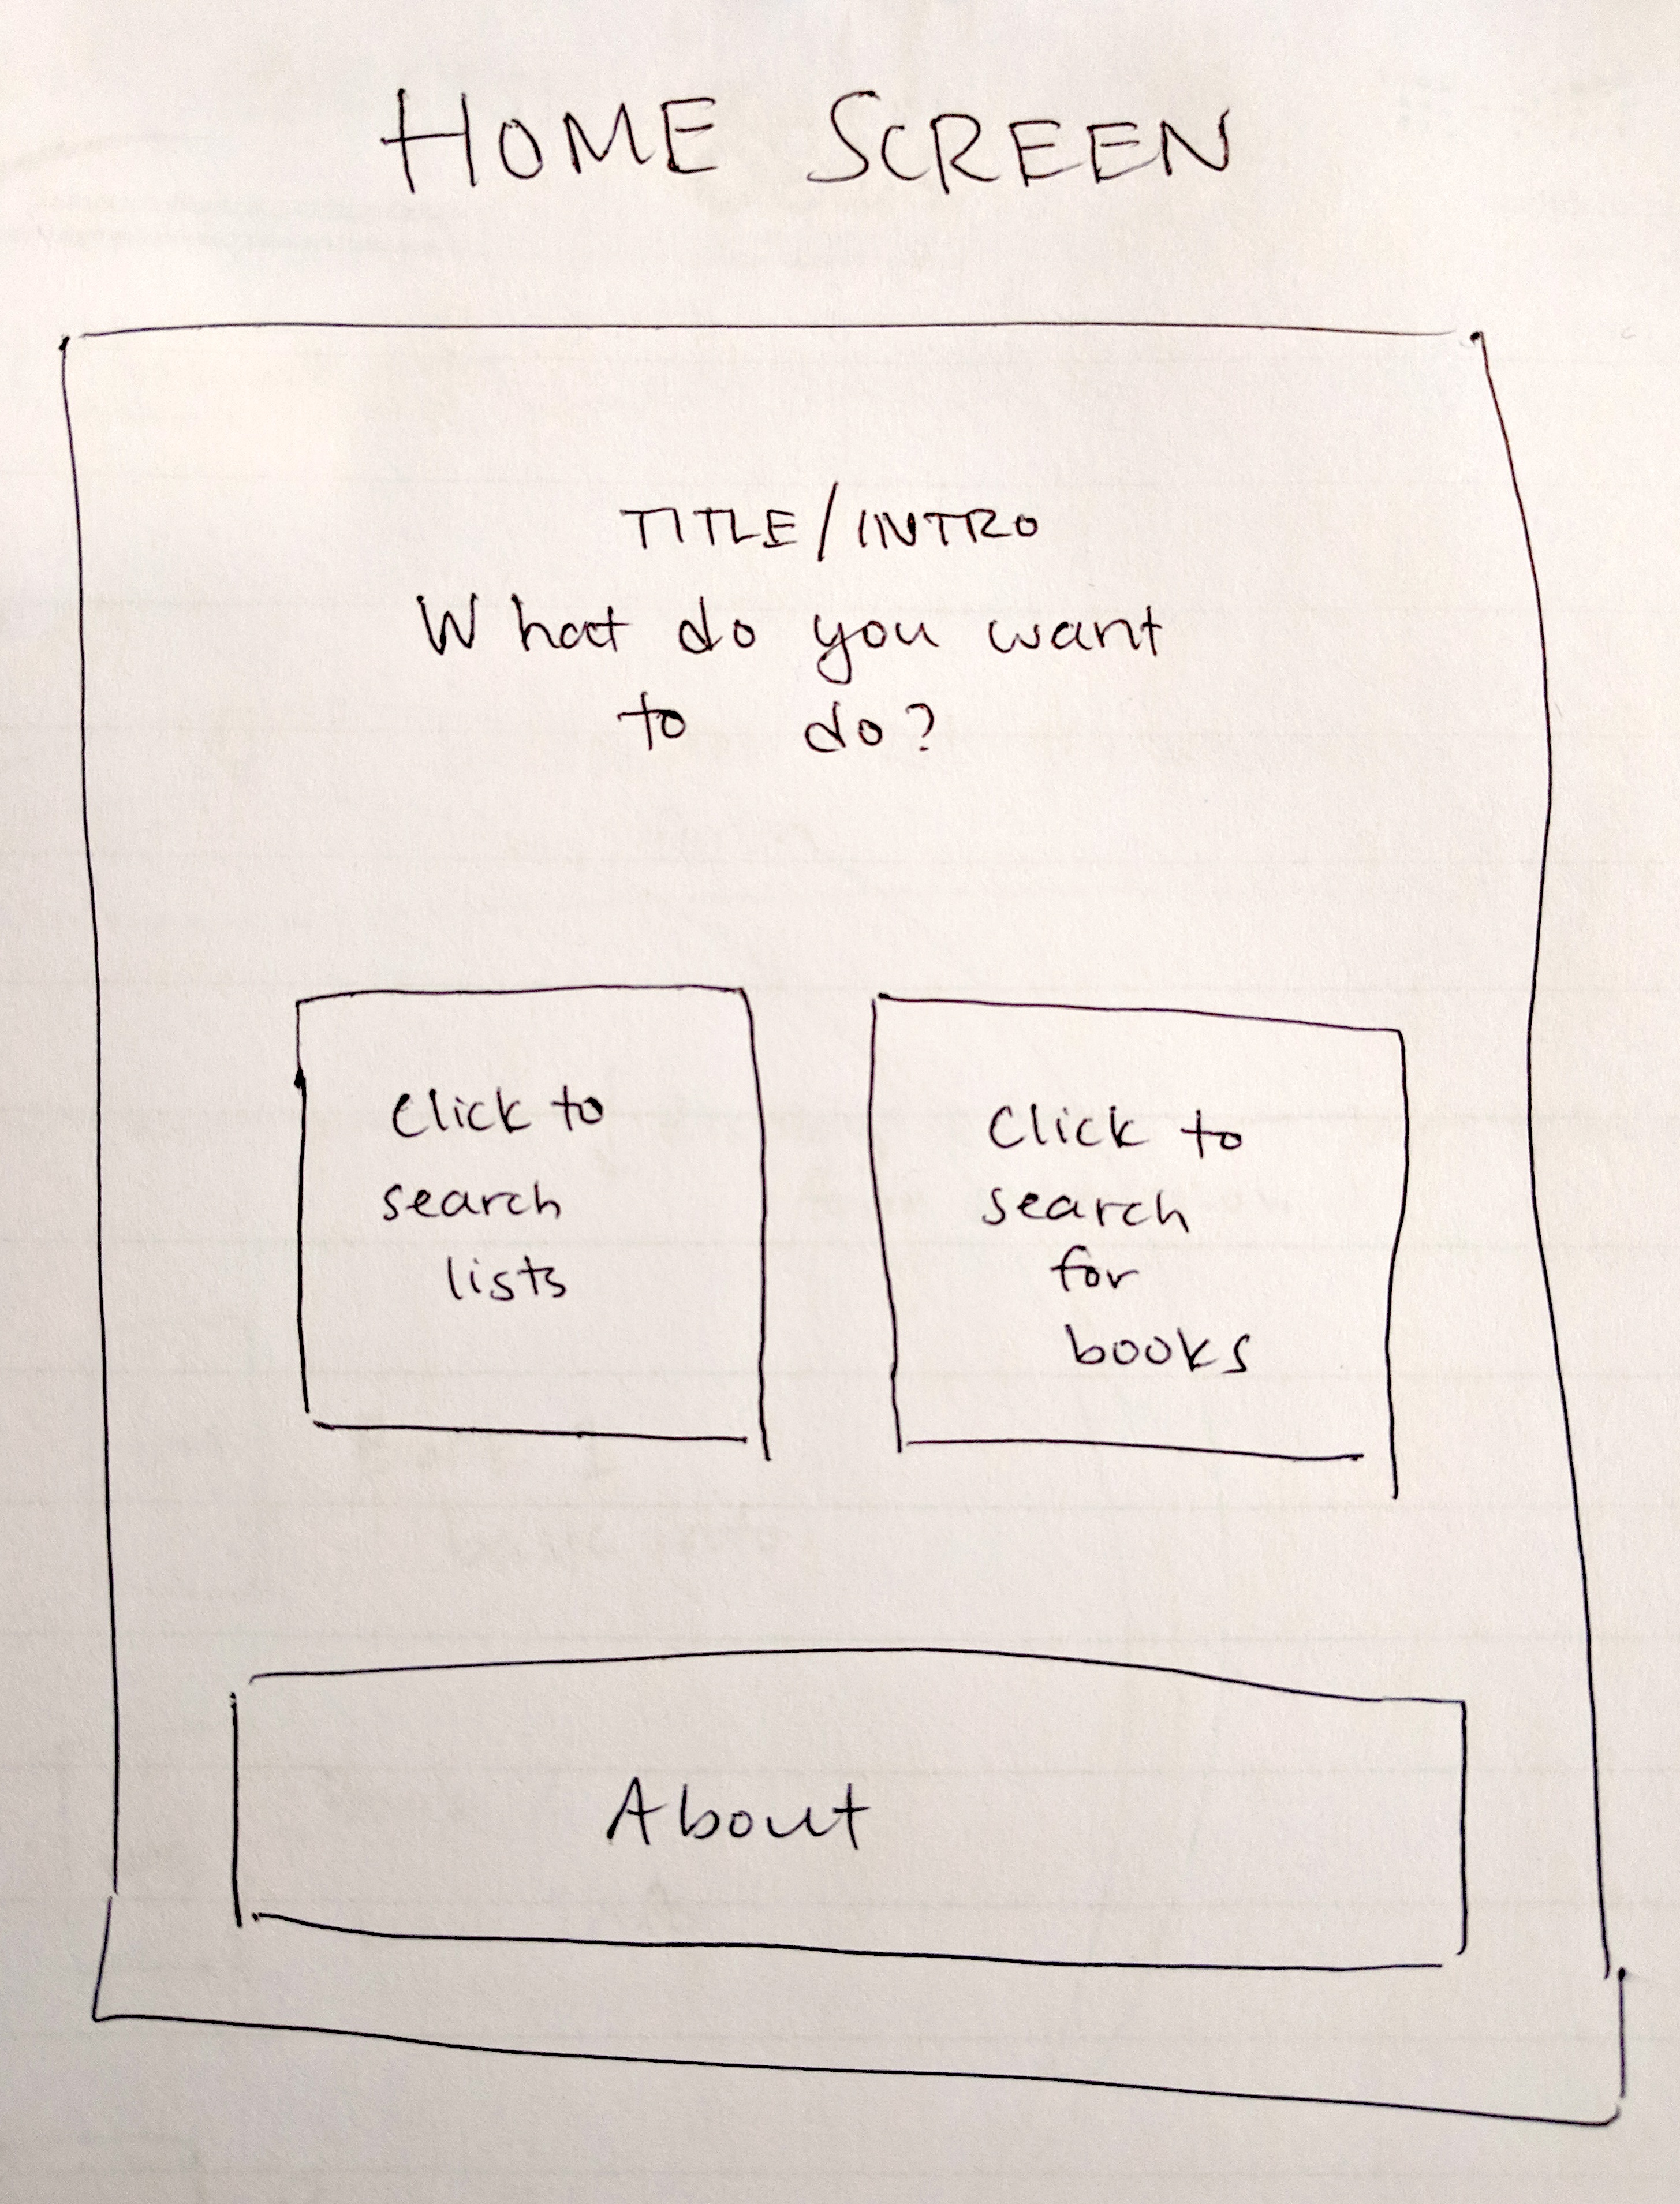 HOME SCREEN
TITLE/INTRO
What do you want
to do?
Click to
search
lists
Click to
search
for
books
About